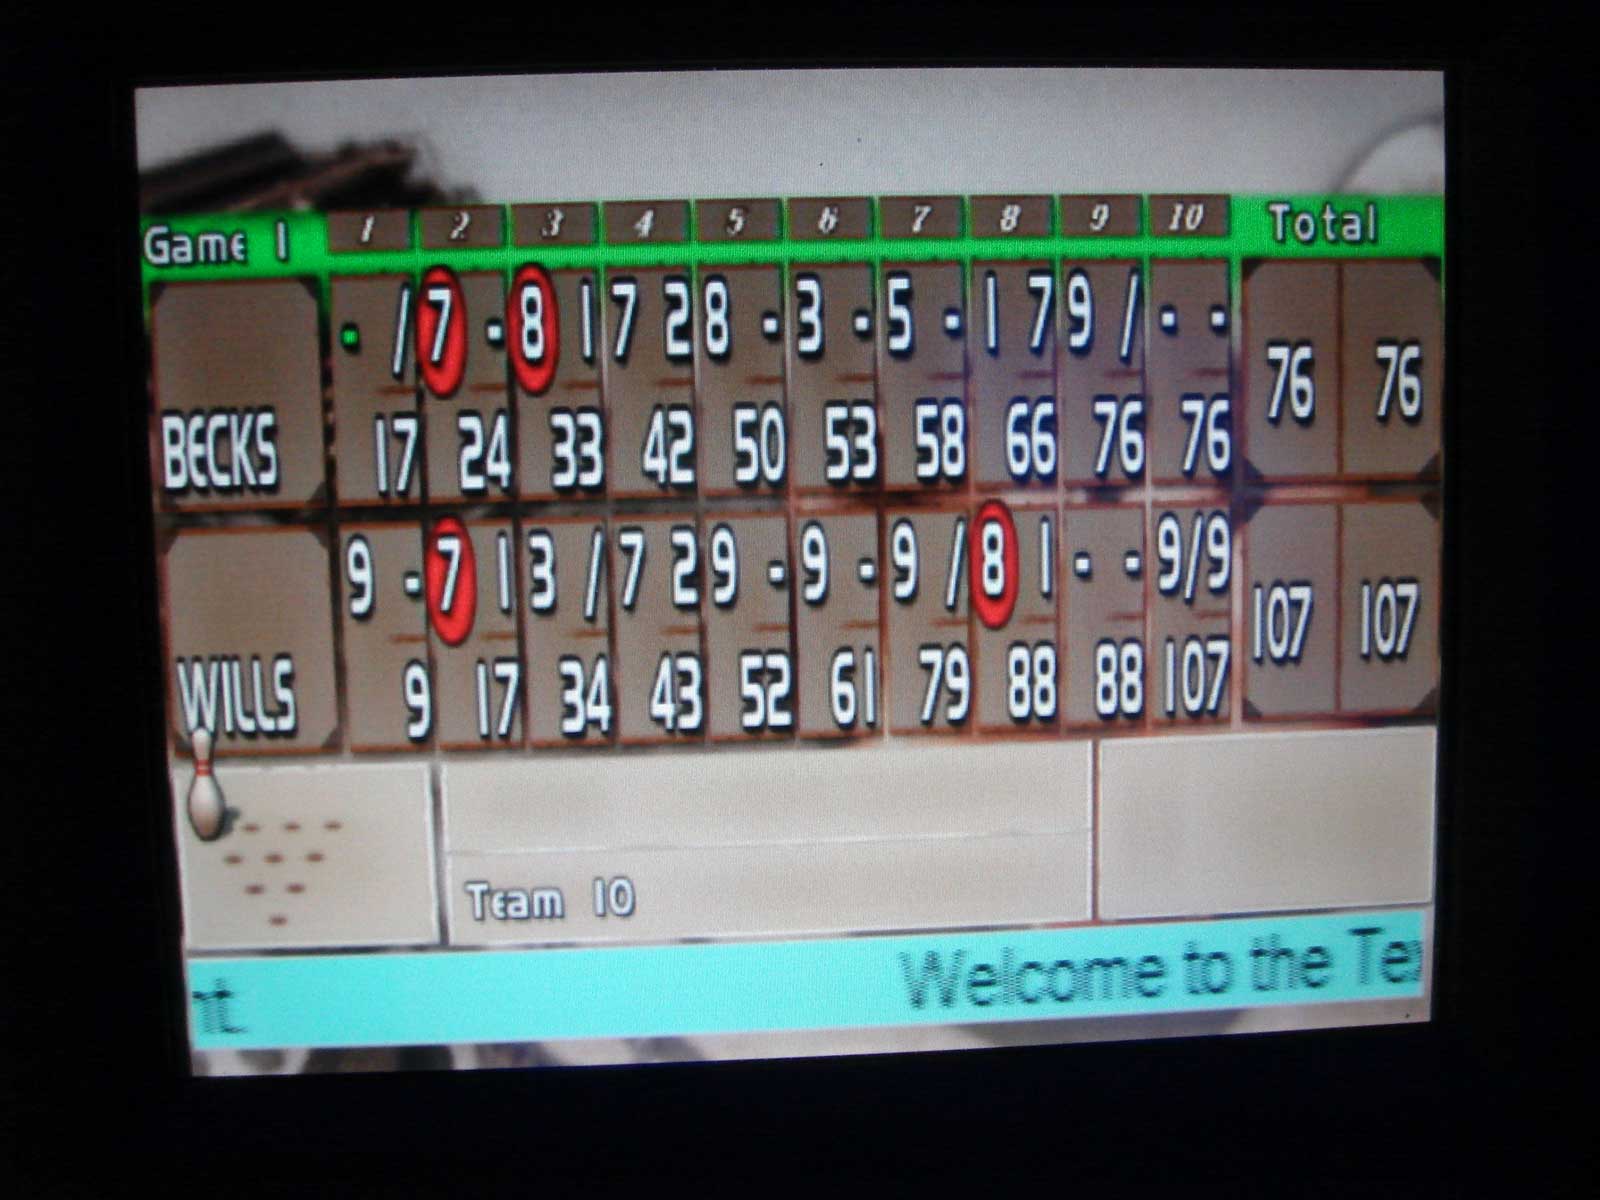 Game 1 1 2 3 4 5 6 7 8 9 10 Total
- / 7 - 8 1 7 2 8 - 3 - 5 - 1 7 9 / - -
BECKS 17 24 33 42 50 53 58 66 76 76 76 76
9 - 7 1 3 / 7 2 9 - 9 - 9 / 8 1 - - 9/9
WILLS 9 17 34 43 52 61 79 88 88 107 107 107
Team 10
nt Welcome to the Te